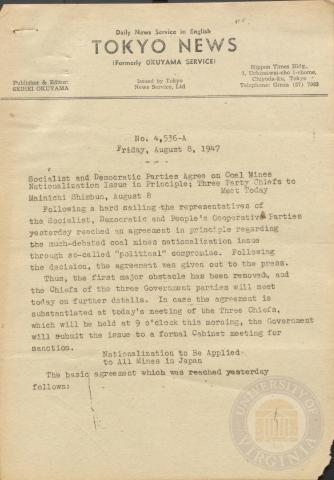 Daily News Service in English
TOKYO NEWS
(Formerly OKUYAMA SERVICE)
Publisher & Editor:
SEIHEI OKUYAMA
Issued by Tokyo
News Service, Ltd
Nippon Times Bldg.,
1, Uchisaiwai-cho 1-chome,
Chiyoda-ku, Tokyo
Telephone: Ginza (57)
No. 4,536-A
Friday, August 8, 1947
- - -
Socialist and Democratic Parties Agree on Coal Mines
Nationalization Issue in Principle; Three Party Chiefs to
Mainichi Shimbun, August 8 Meet Today
Following a hard sailing the representatives of
the Socialist, Democratic and People's Cooperative Parties
yesterday reached an agreement in principle regarding
the much-debated coal mines nationalization issue
through so-called "political" compromise. Following
the decision, the agreement was given out to the press.
Thus, the first major obstacle has been removed, and
the Chiefs of the three Government parties will meet
today on further details. In case the agreement is
substantiated at today's meeting of the Three Chiefs,
which will be held at 9 o'clock this morning, the Government
will submit the issue to a formal Cabinet meeting for
sanction.
Nationalization to Be Applied
to All Mines in Japan
The basic agreement which was reached yesterday
follows:
UNIVERSITY OF VIRGINIA